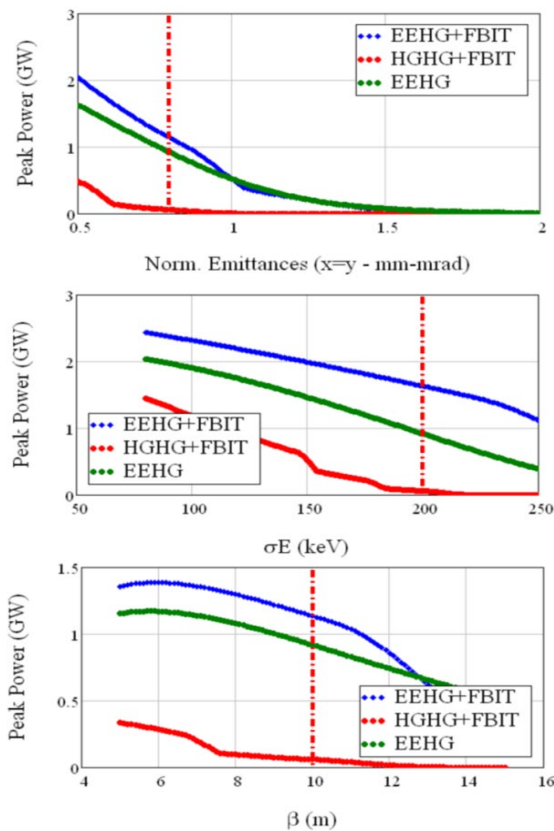 3
EEHG+FBIT
HGHG+FBIT
EEHG
2
1
0
0.5
1
1.5
2
Peak Power (GW)
Norm. Emittances (x=y - mm-mrad)
3
2
1
0
EEHG+FBIT
HGHG+FBIT
EEHG
50
100
150
200
250
Peak Power (GW)
σE (keV)
1.5
1
0.5
0
EEHG+FBIT
HGHG+FBIT
EEHG
4
6
8
10
12
14
16
Peak Power (GW)
β (m)